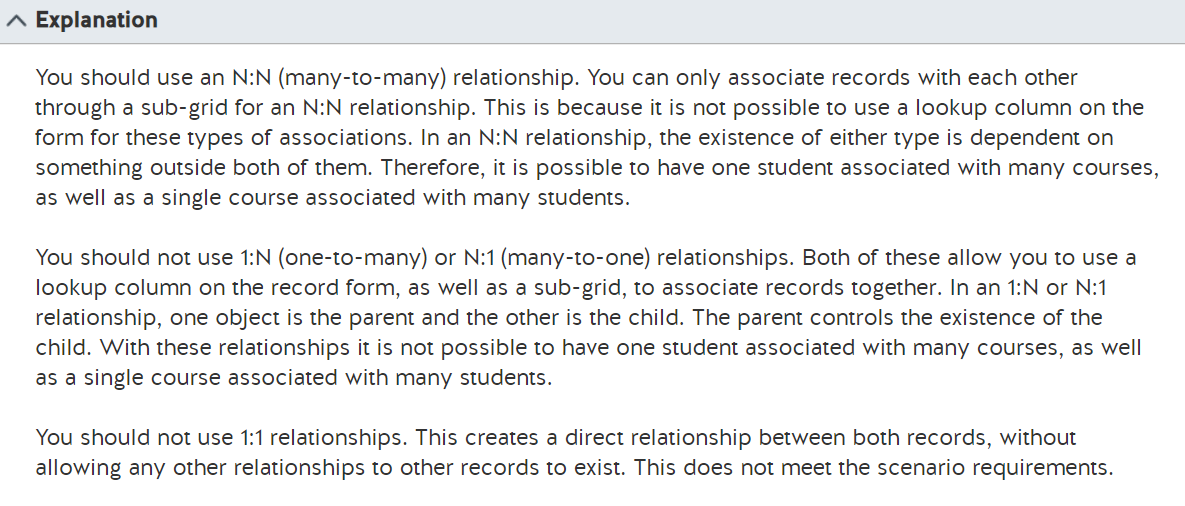 Explanation
You should use an N:N (many-to-many) relationship. You can only associate records with each other
through a sub-grid for an N:N relationship. This is because it is not possible to use a lookup column on the
form for these types of associations. In an N:N relationship, the existence of either type is dependent on
something outside both of them. Therefore, it is possible to have one student associated with many courses,
as well as a single course associated with many students.
You should not use 1:N (one-to-many) or N:1 (many-to-one) relationships. Both of these allow you to use a
lookup column on the record form, as well as a sub-grid, to associate records together. In an 1:N or N:1
relationship, one object is the parent and the other is the child. The parent controls the existence of the
child. With these relationships it is not possible to have one student associated with many courses, as well
as a single course associated with many students.
You should not use 1:1 relationships. This creates a direct relationship between both records, without
allowing any other relationships to other records to exist. This does not meet the scenario requirements.